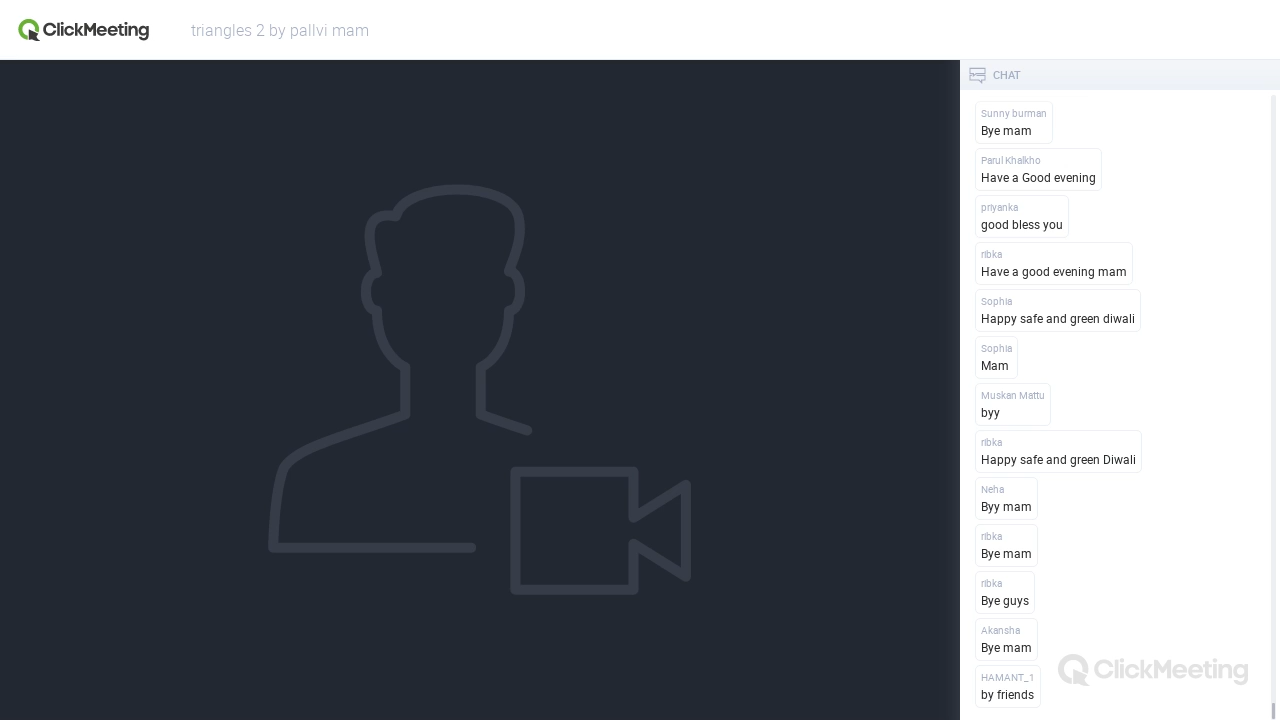 ClickMeeting
triangles 2 by pallvi mam
CHAT
Sunny burman
Bye mam
Parul Khalkho
Have a Good evening
priyanka
good bless you
ribka
Have a good evening mam
Sophia
Happy safe and green diwali
Sophia
Mam
Muskan Mattu
byy
ribka
Happy safe and green Diwali
Neha
Byy mam
ribka
Bye mam
ribka
Bye guys
Akansha
Bye mam
HAMANT_1
by friends
ClickMeeting